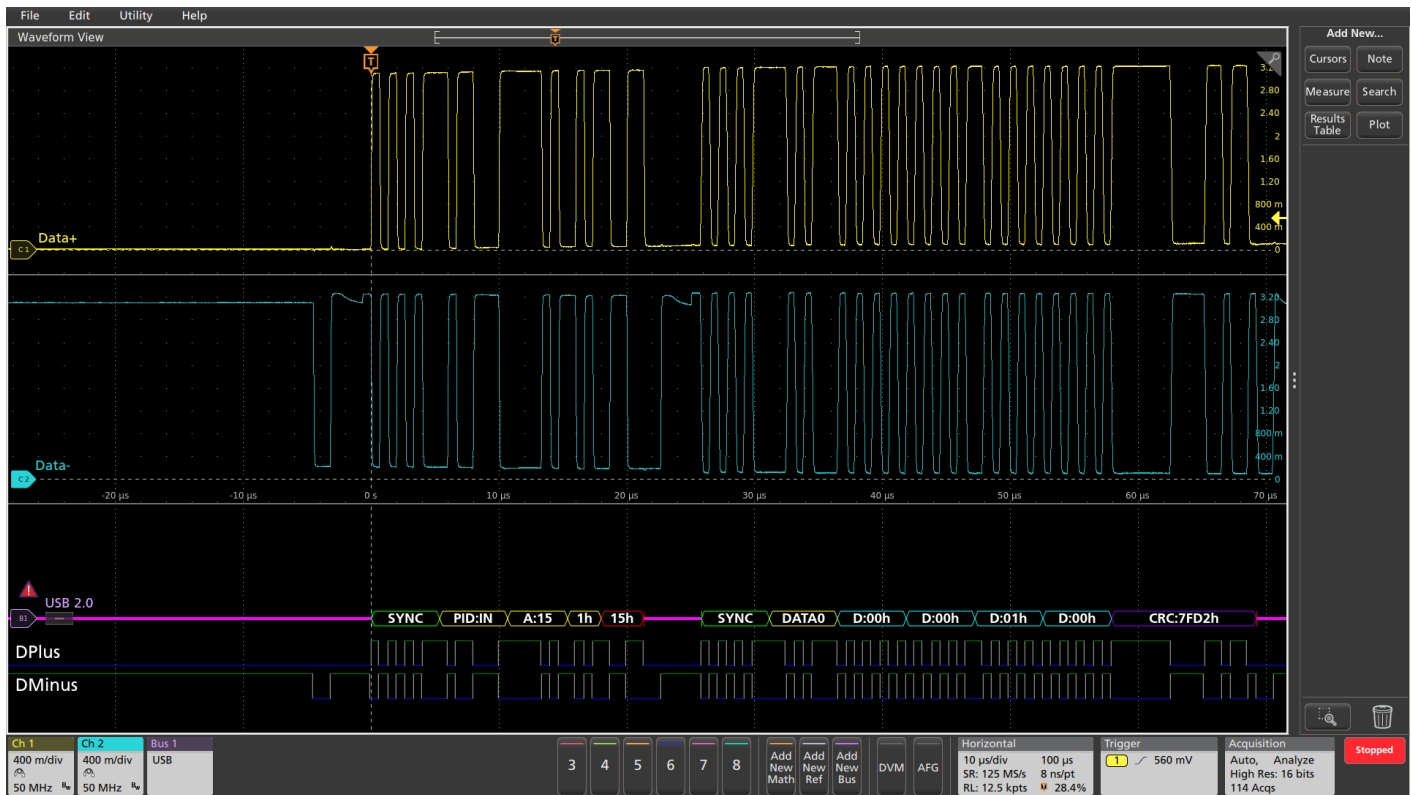 File Edit Utility Help
Waveform View
Add New...
Cursors Note
Measure Search
Results Table Plot
T
T
2.80
2.40
2
1.60
1.20
800 m
400 m
0
C 1
Data+
3.20
2.80
2.40
2
1.60
1.20
800 m
400 m
0
C 2
Data-
-20 µs -10 µs 0 s 10 µs 20 µs 30 µs 40 µs 50 µs 60 µs 70 µs
!
B1
USB 2.0
SYNC PID:IN A:15 1h 15h SYNC DATA0 D:00h D:00h D:01h D:00h CRC:7FD2h
DPlus
DMinus
Ch 1
400 m/div
50 MHz Bw
Ch 2
400 m/div
50 MHz Bw
Bus 1
USB
3 4 5 6 7 8
Add New Math
Add New Ref
Add New Bus
DVM
AFG
Horizontal
10 µs/div 100 µs
SR: 125 MS/s 8 ns/pt
RL: 12.5 kpts 28.4%
Trigger
1 560 mV
Acquisition
Auto, Analyze
High Res: 16 bits
114 Acqs
Stopped